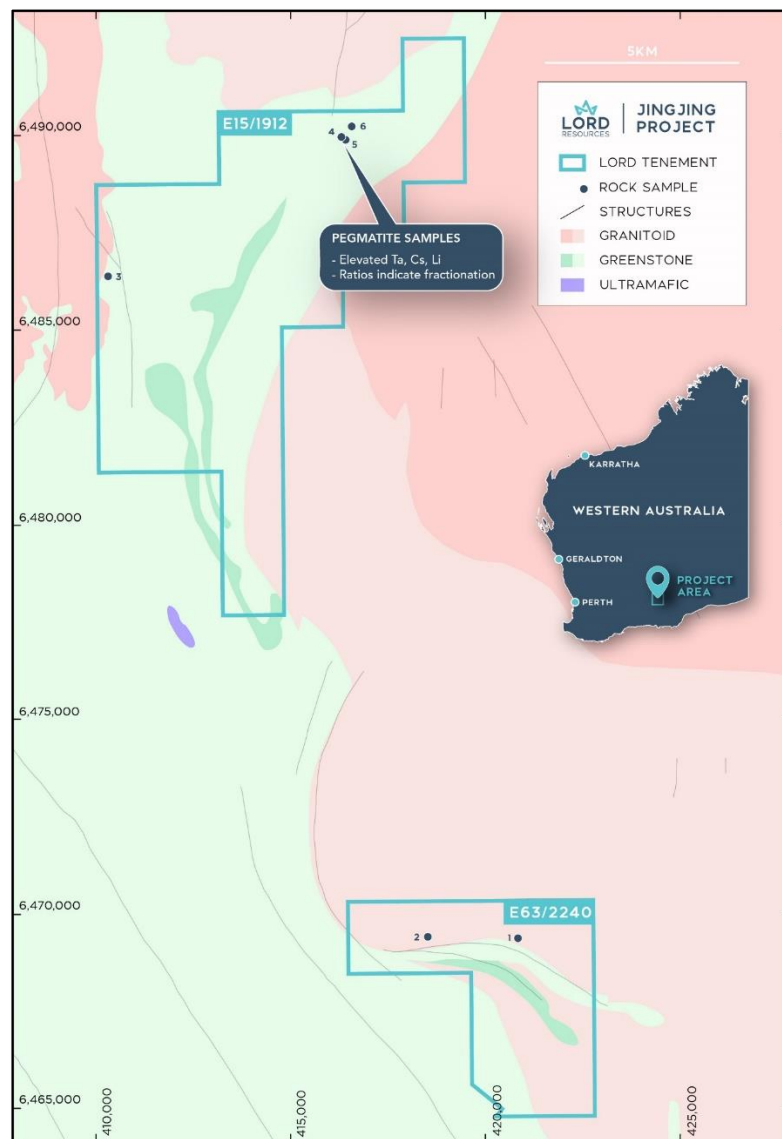 5KM
LORD
RESOURCES
JINGJING
PROJECT
LORD TENEMENT
ROCK SAMPLE
STRUCTURES
GRANITOID
GREENSTONE
ULTRAMAFIC
E15/1912
6,490,000
4
6
5
PEGMATITE SAMPLES
- Elevated Ta, Cs, Li
- Ratios indicate fractionation
3
6,485,000
KARRATHA
WESTERN AUSTRALIA
6,480,000
GERALDTON
PROJECT
AREA
PERTH
6,475,000
6,470,000
E63/2240
2
1
6,465,000
410,000
415,000
420,000
425,000